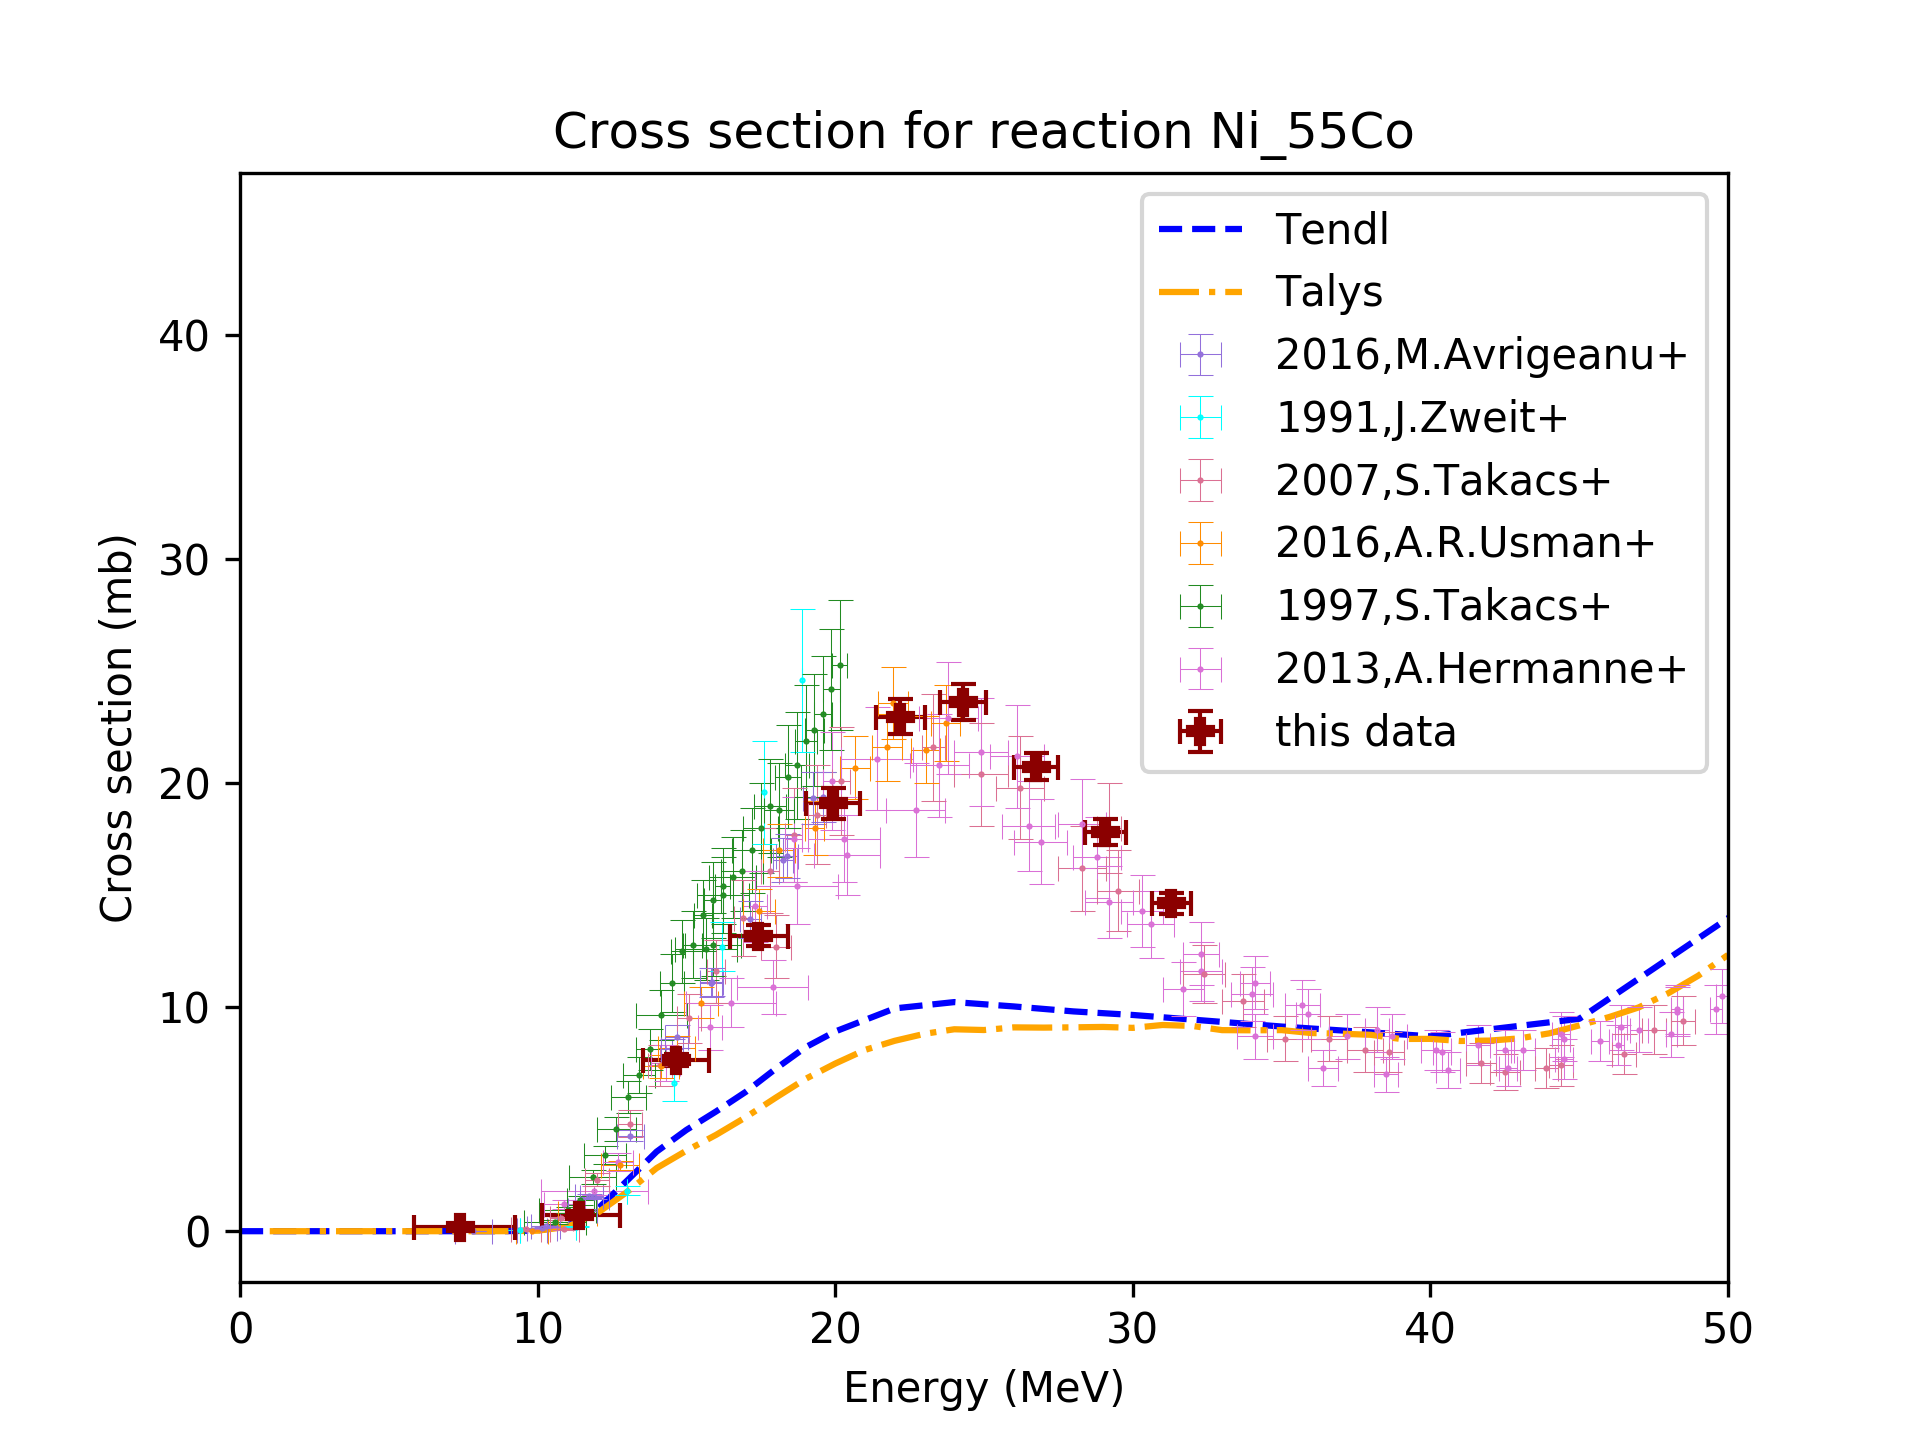 Cross section for reaction Ni_55Co
Tendl
Talys
2016,M.Avrigeanu+
1991,J.Zweit+
2007,S.Takacs+
2016,A.R.Usman+
1997,S.Takacs+
2013,A.Hermanne+
this data
Cross section (mb)
40
30
20
10
0
0 10 20 30 40 50
Energy (MeV)